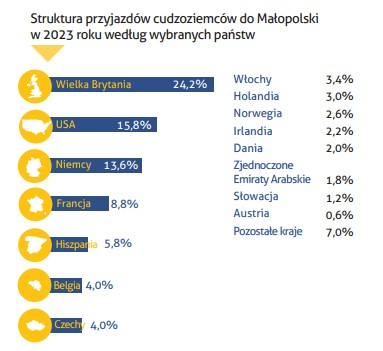 Struktura przyjazdów cudzoziemców do Małopolski
w 2023 roku według wybranych państw
Wielka Brytania 24,2%
USA 15,8%
Niemcy 13,6%
Francja 8,8%
Hiszpania 5,8%
Belgia 4,0%
Czechy 4,0%
Włochy 3,4%
Holandia 3,0%
Norwegia 2,6%
Irlandia 2,2%
Dania 2,0%
Zjednoczone
Emiraty Arabskie 1,8%
Słowacja 1,2%
Austria 0,6%
Pozostałe kraje 7,0%